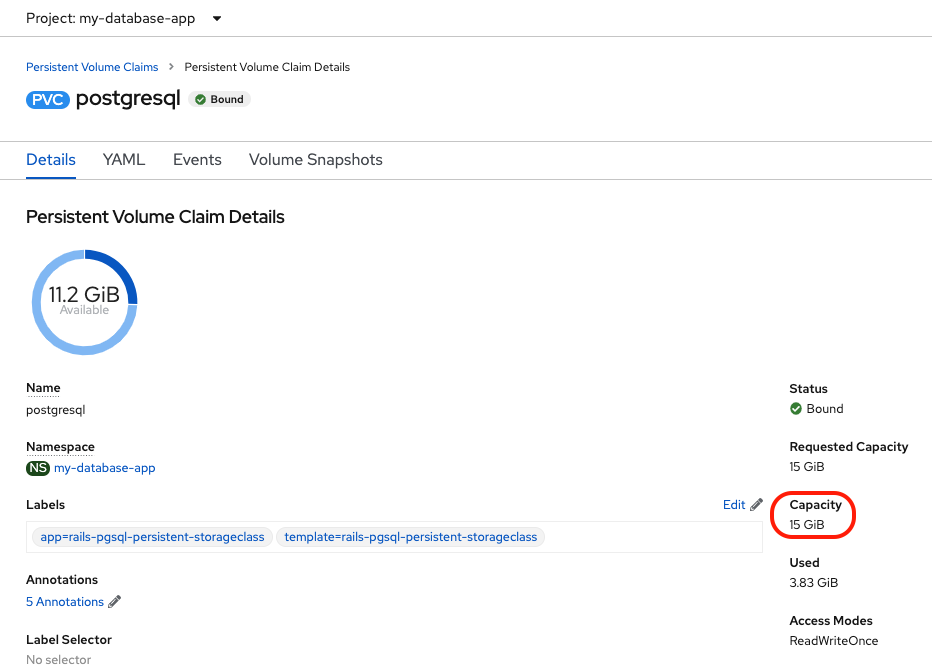 Project: my-database-app
Persistent Volume Claims > Persistent Volume Claim Details
PVC postgresql Bound
Details YAML Events Volume Snapshots
Persistent Volume Claim Details
11.2 GiB
Available
Name
postgresql
Namespace
NS my-database-app
Labels
Edit
app=rails-pgsql-persistent-storageclass template=rails-pgsql-persistent-storageclass
Annotations
5 Annotations
Label Selector
No selector
Status
Bound
Requested Capacity
15 GiB
Capacity
15 GiB
Used
3.83 GiB
Access Modes
ReadWriteOnce